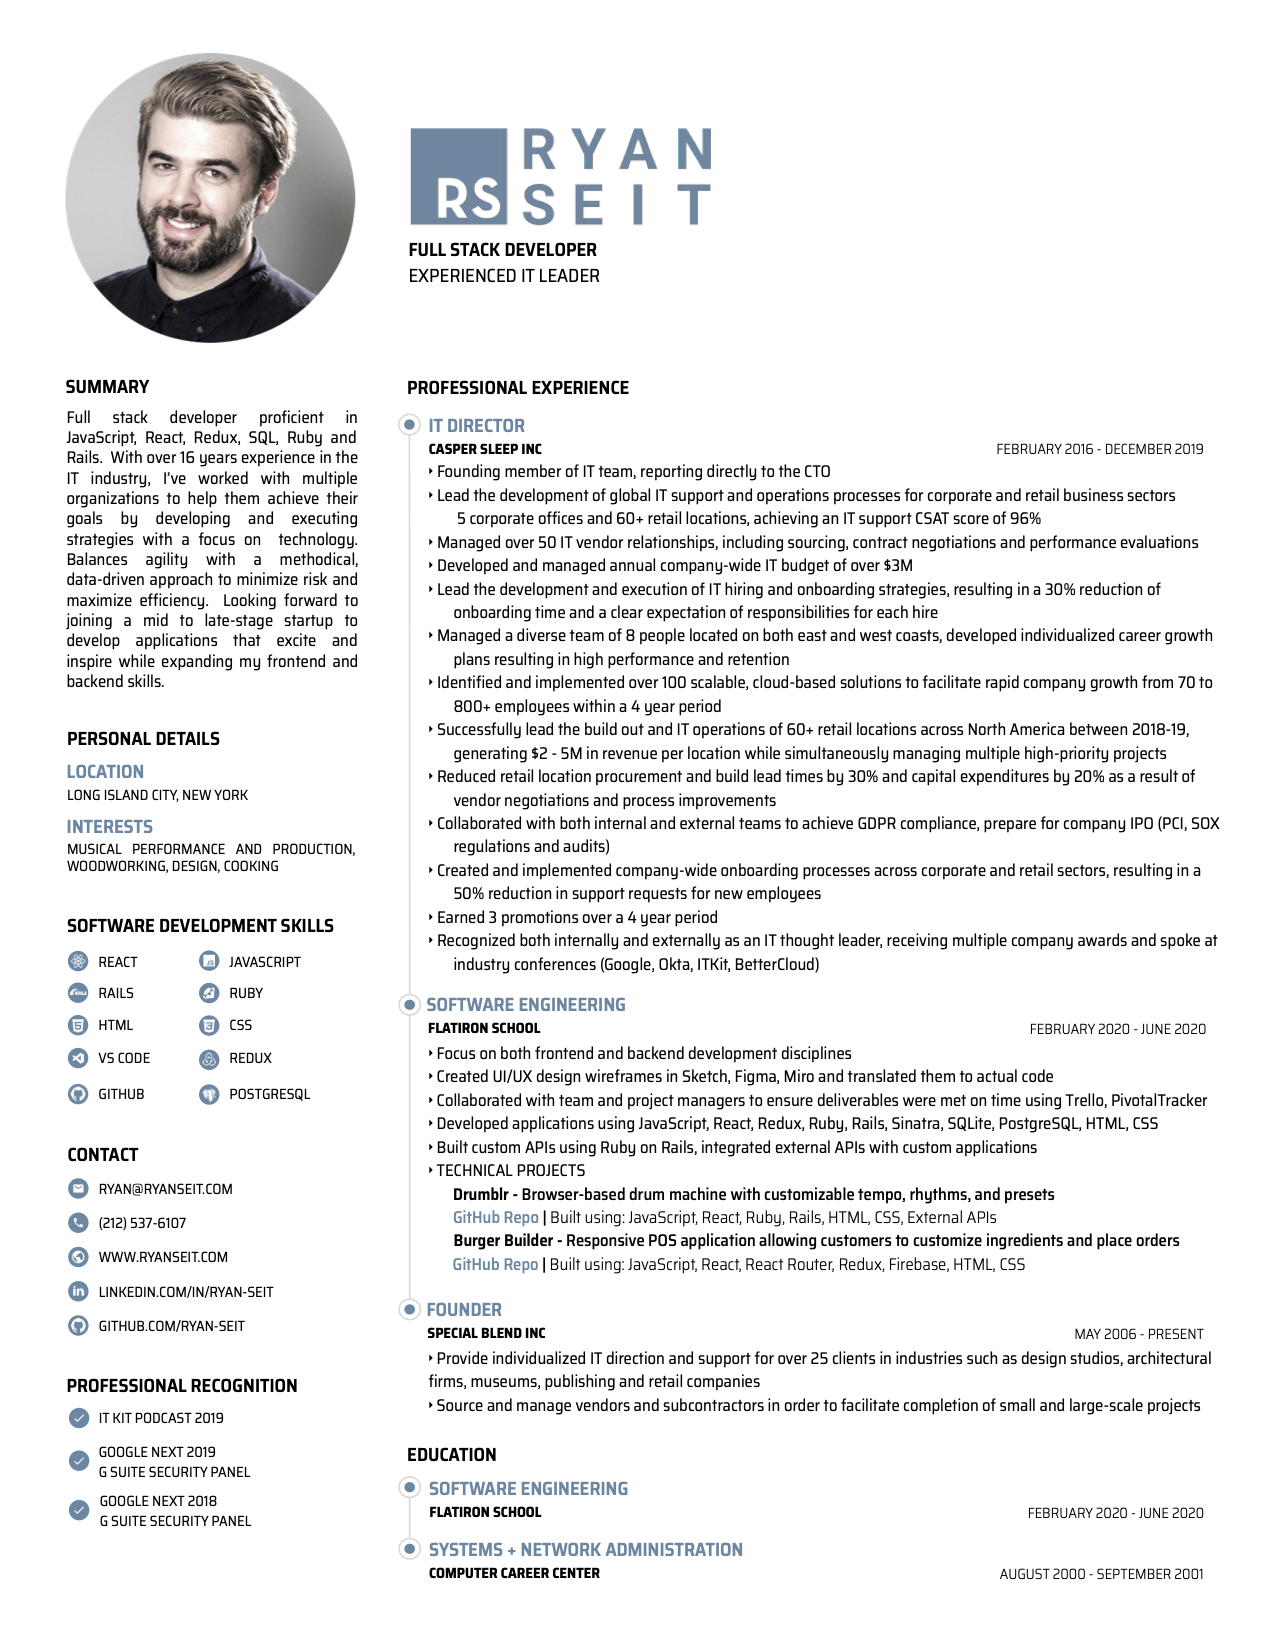 RS
RYAN
SEIT
FULL STACK DEVELOPER
EXPERIENCED IT LEADER
SUMMARY
Full stack developer proficient in
JavaScript, React, Redux, SQL, Ruby and
Rails. With over 16 years experience in the
IT industry, I've worked with multiple
organizations to help them achieve their
goals by developing and executing
strategies with a focus on technology.
Balances agility with a methodical,
data-driven approach to minimize risk and
maximize efficiency. Looking forward to
joining a mid to late-stage startup to
develop applications that excite and
inspire while expanding my frontend and
backend skills.
PERSONAL DETAILS
LOCATION
LONG ISLAND CITY, NEW YORK
INTERESTS
MUSICAL PERFORMANCE AND PRODUCTION,
WOODWORKING, DESIGN, COOKING
SOFTWARE DEVELOPMENT SKILLS
REACT JAVASCRIPT
RAILS RUBY
HTML CSS
VS CODE REDUX
GITHUB POSTGRESQL
CONTACT
RYAN@RYANSEIT.COM
(212) 537-6107
WWW.RYANSEIT.COM
LINKEDIN.COM/IN/RYAN-SEIT
GITHUB.COM/RYAN-SEIT
PROFESSIONAL RECOGNITION
IT KIT PODCAST 2019
GOOGLE NEXT 2019
G SUITE SECURITY PANEL
GOOGLE NEXT 2018
G SUITE SECURITY PANEL
PROFESSIONAL EXPERIENCE
IT DIRECTOR
CASPER SLEEP INC FEBRUARY 2016 - DECEMBER 2019
‣ Founding member of IT team, reporting directly to the CTO
‣ Lead the development of global IT support and operations processes for corporate and retail business sectors
5 corporate offices and 60+ retail locations, achieving an IT support CSAT score of 96%
‣ Managed over 50 IT vendor relationships, including sourcing, contract negotiations and performance evaluations
‣ Developed and managed annual company-wide IT budget of over $3M
‣ Lead the development and execution of IT hiring and onboarding strategies, resulting in a 30% reduction of
onboarding time and a clear expectation of responsibilities for each hire
‣ Managed a diverse team of 8 people located on both east and west coasts, developed individualized career growth
plans resulting in high performance and retention
‣ Identified and implemented over 100 scalable, cloud-based solutions to facilitate rapid company growth from 70 to
800+ employees within a 4 year period
‣ Successfully lead the build out and IT operations of 60+ retail locations across North America between 2018-19,
generating $2 - 5M in revenue per location while simultaneously managing multiple high-priority projects
‣ Reduced retail location procurement and build lead times by 30% and capital expenditures by 20% as a result of
vendor negotiations and process improvements
‣ Collaborated with both internal and external teams to achieve GDPR compliance, prepare for company IPO (PCI, SOX
regulations and audits)
‣ Created and implemented company-wide onboarding processes across corporate and retail sectors, resulting in a
50% reduction in support requests for new employees
‣ Earned 3 promotions over a 4 year period
‣ Recognized both internally and externally as an IT thought leader, receiving multiple company awards and spoke at
industry conferences (Google, Okta, ITKit, BetterCloud)
SOFTWARE ENGINEERING
FLATIRON SCHOOL FEBRUARY 2020 - JUNE 2020
‣ Focus on both frontend and backend development disciplines
‣ Created UI/UX design wireframes in Sketch, Figma, Miro and translated them to actual code
‣ Collaborated with team and project managers to ensure deliverables were met on time using Trello, PivotalTracker
‣ Developed applications using JavaScript, React, Redux, Ruby, Rails, Sinatra, SQLite, PostgreSQL, HTML, CSS
‣ Built custom APIs using Ruby on Rails, integrated external APIs with custom applications
‣ TECHNICAL PROJECTS
Drumblr - Browser-based drum machine with customizable tempo, rhythms, and presets
GitHub Repo | Built using: JavaScript, React, Ruby, Rails, HTML, CSS, External APIs
Burger Builder - Responsive POS application allowing customers to customize ingredients and place orders
GitHub Repo | Built using: JavaScript, React, React Router, Redux, Firebase, HTML, CSS
FOUNDER
SPECIAL BLEND INC MAY 2006 - PRESENT
‣ Provide individualized IT direction and support for over 25 clients in industries such as design studios, architectural
firms, museums, publishing and retail companies
‣ Source and manage vendors and subcontractors in order to facilitate completion of small and large-scale projects
EDUCATION
SOFTWARE ENGINEERING
FLATIRON SCHOOL FEBRUARY 2020 - JUNE 2020
SYSTEMS + NETWORK ADMINISTRATION
COMPUTER CAREER CENTER AUGUST 2000 - SEPTEMBER 2001